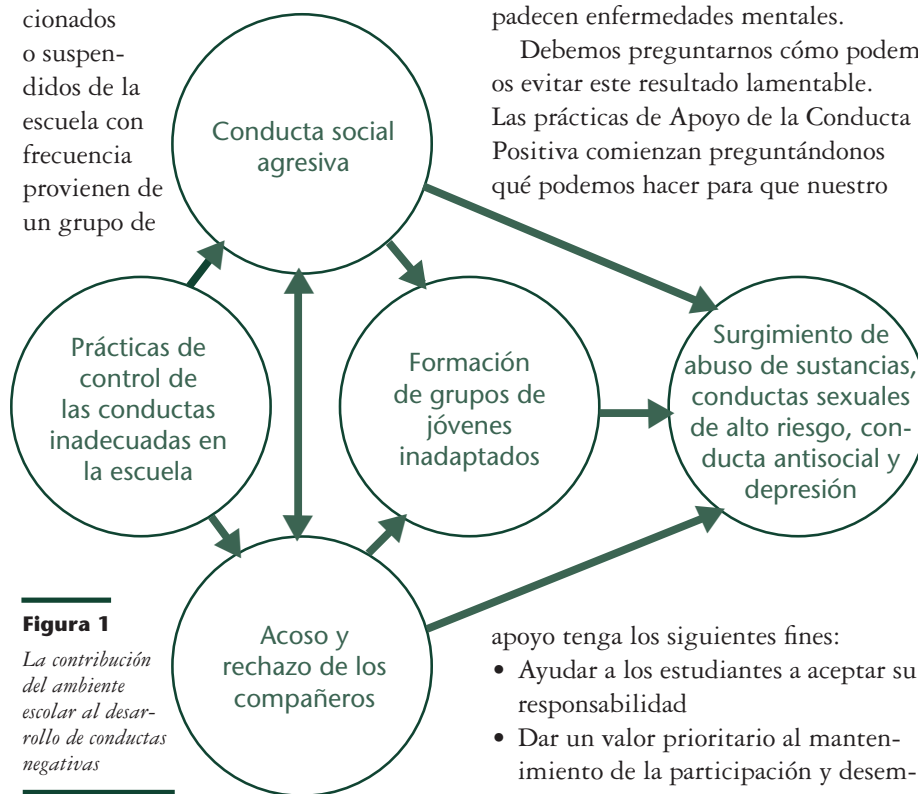 cionados
o suspen-
didos de la
escuela con
frecuencia
provienen de
un grupo de
padecen enfermedades mentales.
Debemos preguntarnos cómo podem
os evitar este resultado lamentable.
Las prácticas de Apoyo de la Conducta
Positiva comienzan preguntándonos
qué podemos hacer para que nuestro
Conducta social
agresiva
Prácticas de
control de
las conductas
inadecuadas en
la escuela
Formación
de grupos de
jóvenes
inadaptados
Surgimiento de
abuso de sustancias,
conductas sexuales
de alto riesgo, con-
ducta antisocial y
depresión
Acoso y
rechazo de los
compañeros
Figura 1
La contribución
del ambiente
escolar al desar-
rollo de conductas
negativas
apoyo tenga los siguientes fines:
• Ayudar a los estudiantes a aceptar su
responsabilidad
• Dar un valor prioritario al manten-
imiento de la participación y desem-